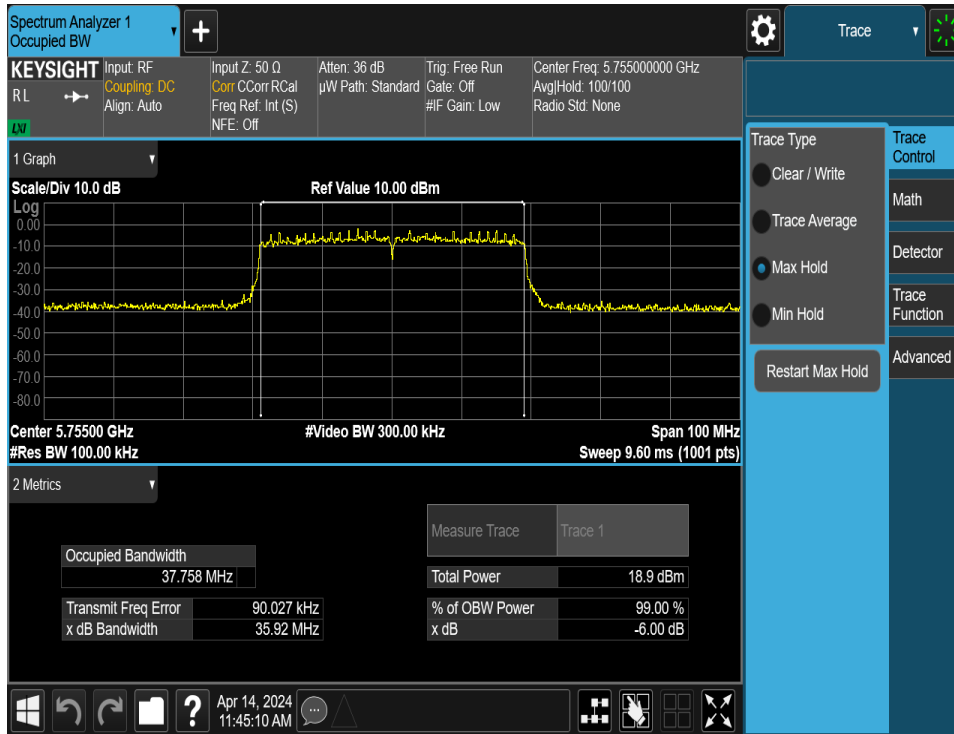 Spectrum Analyzer 1
Occupied BW
+
Trace
KEYSIGHT
R L
LXI
Input: RF
Coupling: DC
Align: Auto
Input Z: 50 Ω
Corr CCorr RCal
Freq Ref: Int (S)
NFE: Off
Atten: 36 dB
µW Path: Standard
Trig: Free Run
Gate: Off
#IF Gain: Low
Center Freq: 5.755000000 GHz
Avg|Hold: 100/100
Radio Std: None
1 Graph
Scale/Div 10.0 dB
Ref Value 10.00 dBm
Log
0.00
-10.0
-20.0
-30.0
-40.0
-50.0
-60.0
-70.0
-80.0
Center 5.75500 GHz
#Video BW 300.00 kHz
Span 100 MHz
#Res BW 100.00 kHz
Sweep 9.60 ms (1001 pts)
2 Metrics
Measure Trace
Trace 1
Occupied Bandwidth
37.758 MHz
Total Power
18.9 dBm
Transmit Freq Error
90.027 kHz
% of OBW Power
99.00 %
x dB Bandwidth
35.92 MHz
x dB
-6.00 dB
Trace Type
Clear / Write
Trace Average
Max Hold
Min Hold
Restart Max Hold
Trace
Control
Math
Detector
Trace
Function
Advanced
?
Apr 14, 2024
11:45:10 AM